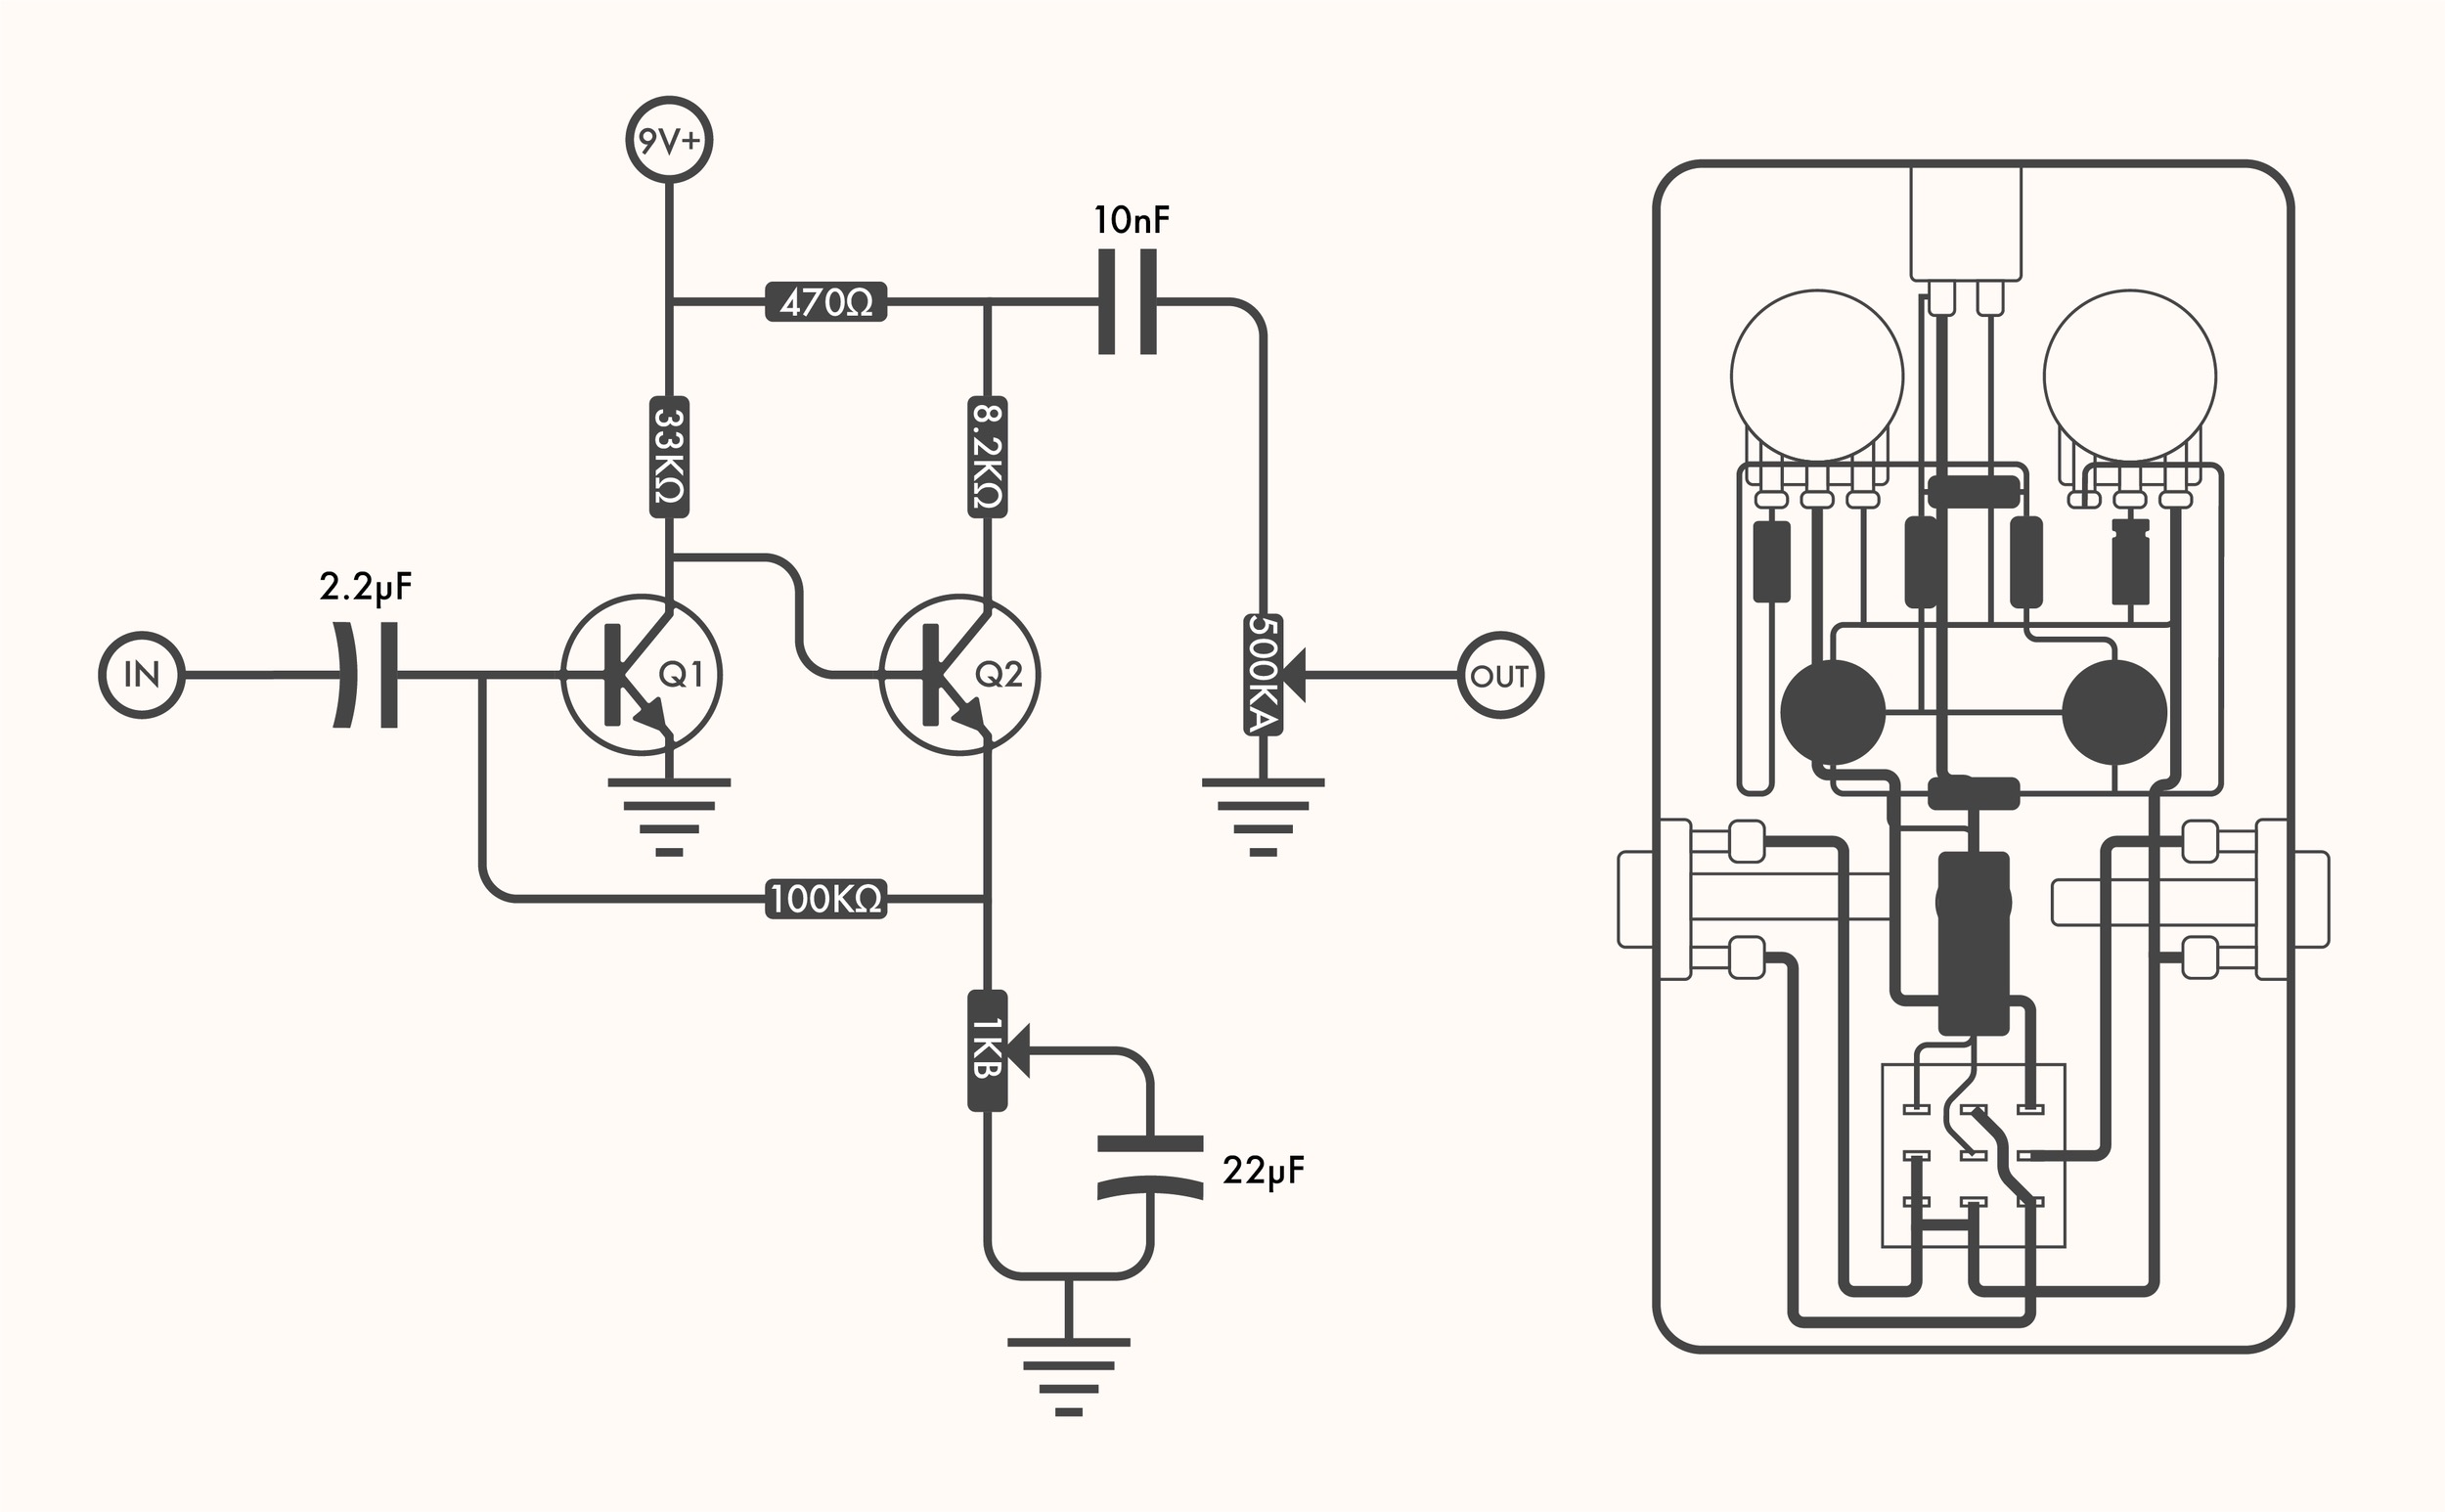 9V+
10nF
470Ω
33KΩ
8.2KΩ
2.2µF
IN
Q1
Q2
500KA
OUT
100KΩ
1KB
22µF